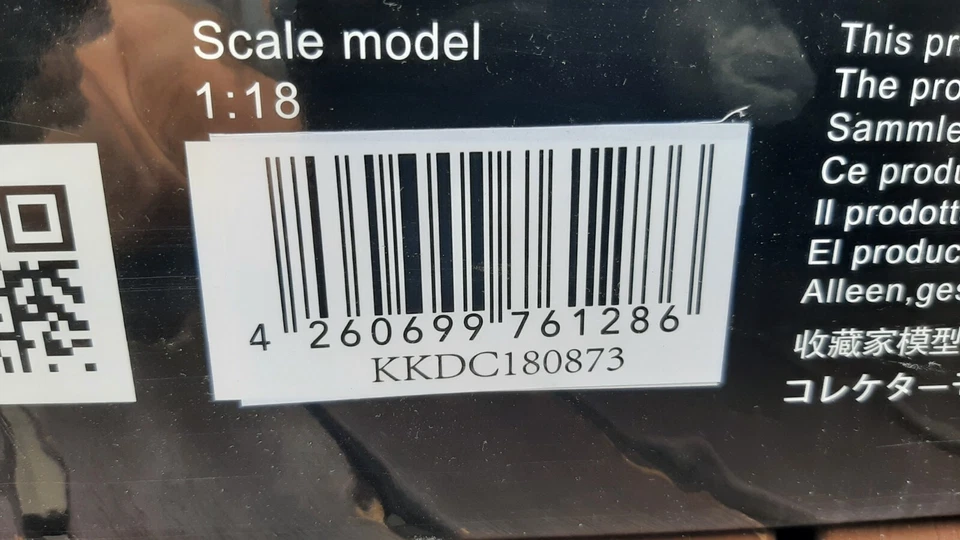 Scale model
1:18
4 260699 761286
KKDC180873
This pr
The pro
Sammle
Ce produ
Il prodott
El produc
Alleen,ges
收藏家模型
コレケター